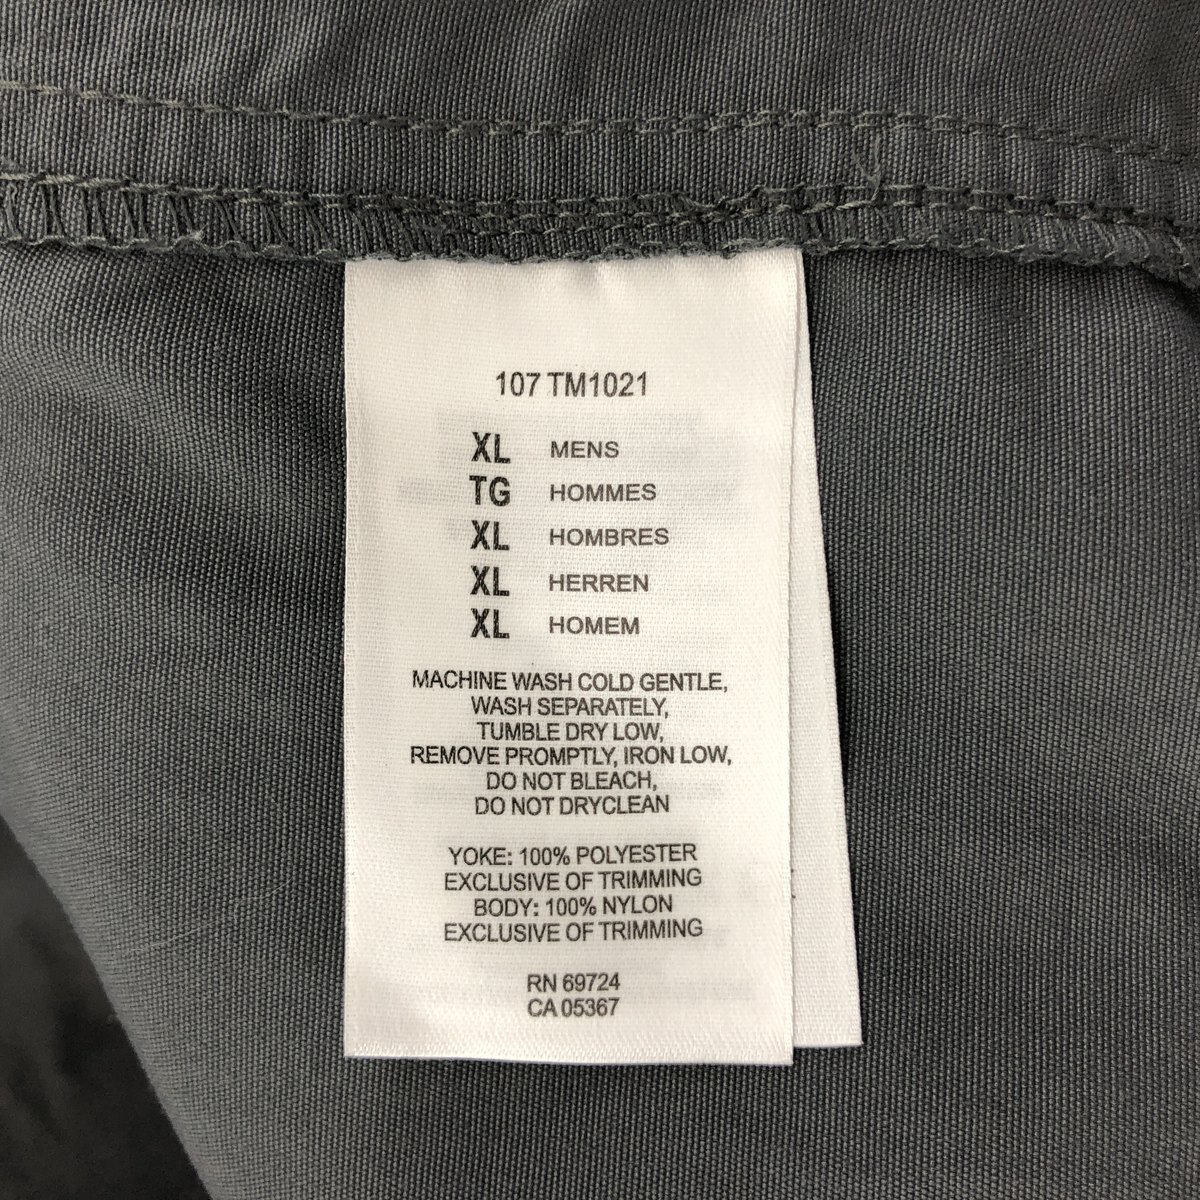 107 TM1021
XL MENS
TG HOMMES
XL HOMBRES
XL HERREN
XL HOMEM
MACHINE WASH COLD GENTLE,
WASH SEPARATELY,
TUMBLE DRY LOW,
REMOVE PROMPTLY, IRON LOW,
DO NOT BLEACH,
DO NOT DRYCLEAN
YOKE: 100% POLYESTER
EXCLUSIVE OF TRIMMING
BODY: 100% NYLON
EXCLUSIVE OF TRIMMING
RN 69724
CA 05367